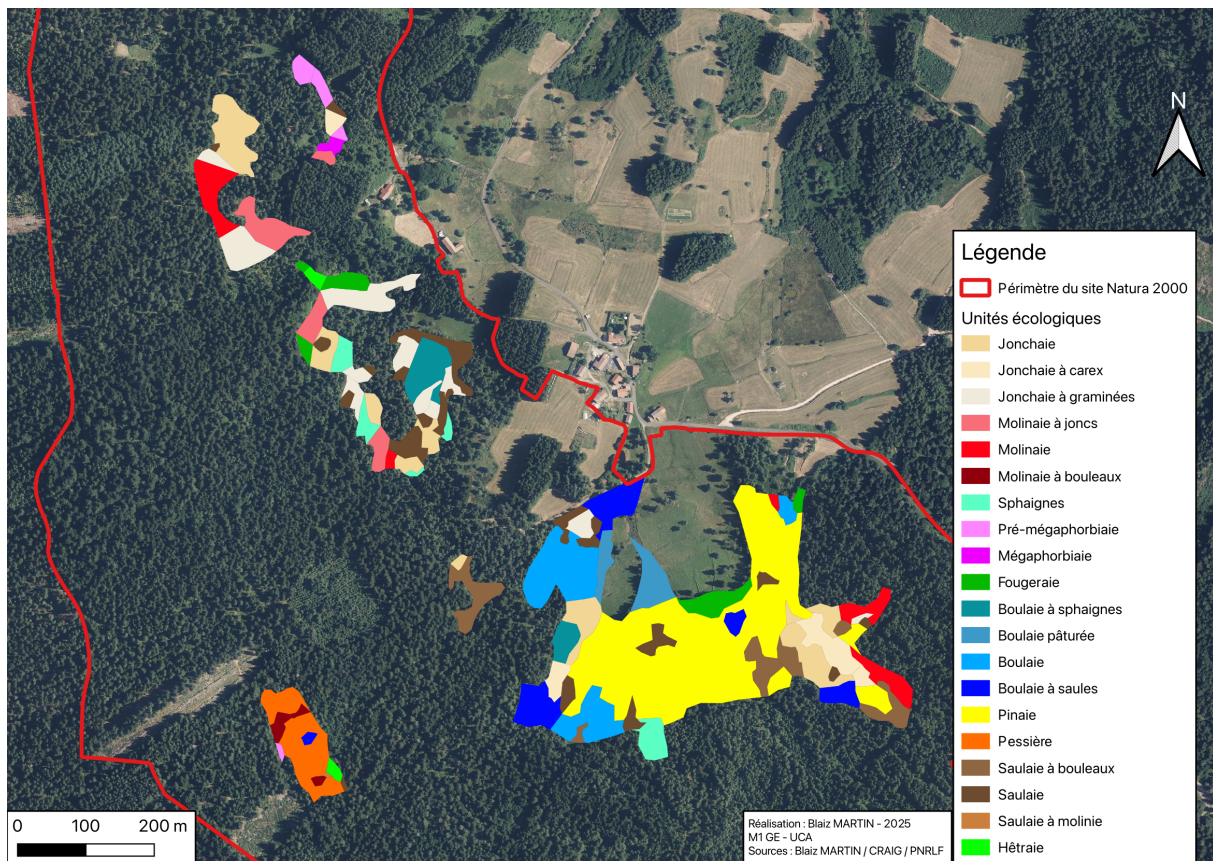 N
Légende
Périmètre du site Natura 2000
Unités écologiques
Jonchaie
Jonchaie à carex
Jonchaie à graminées
Molinaie à joncs
Molinaie
Molinaie à bouleaux
Sphaignes
Pré-mégaphorbiaie
Mégaphorbiaie
Fougeraie
Boulaie à sphaignes
Boulaie pâturée
Boulaie
Boulaie à saules
Pinaie
Pessière
Saulaie à bouleaux
Saulaie
Saulaie à molinie
Hêtraie
0 100 200 m
Réalisation : Blaiz MARTIN - 2025
M1 GE - UCA
Sources : Blaiz MARTIN / CRAIG / PNRLF